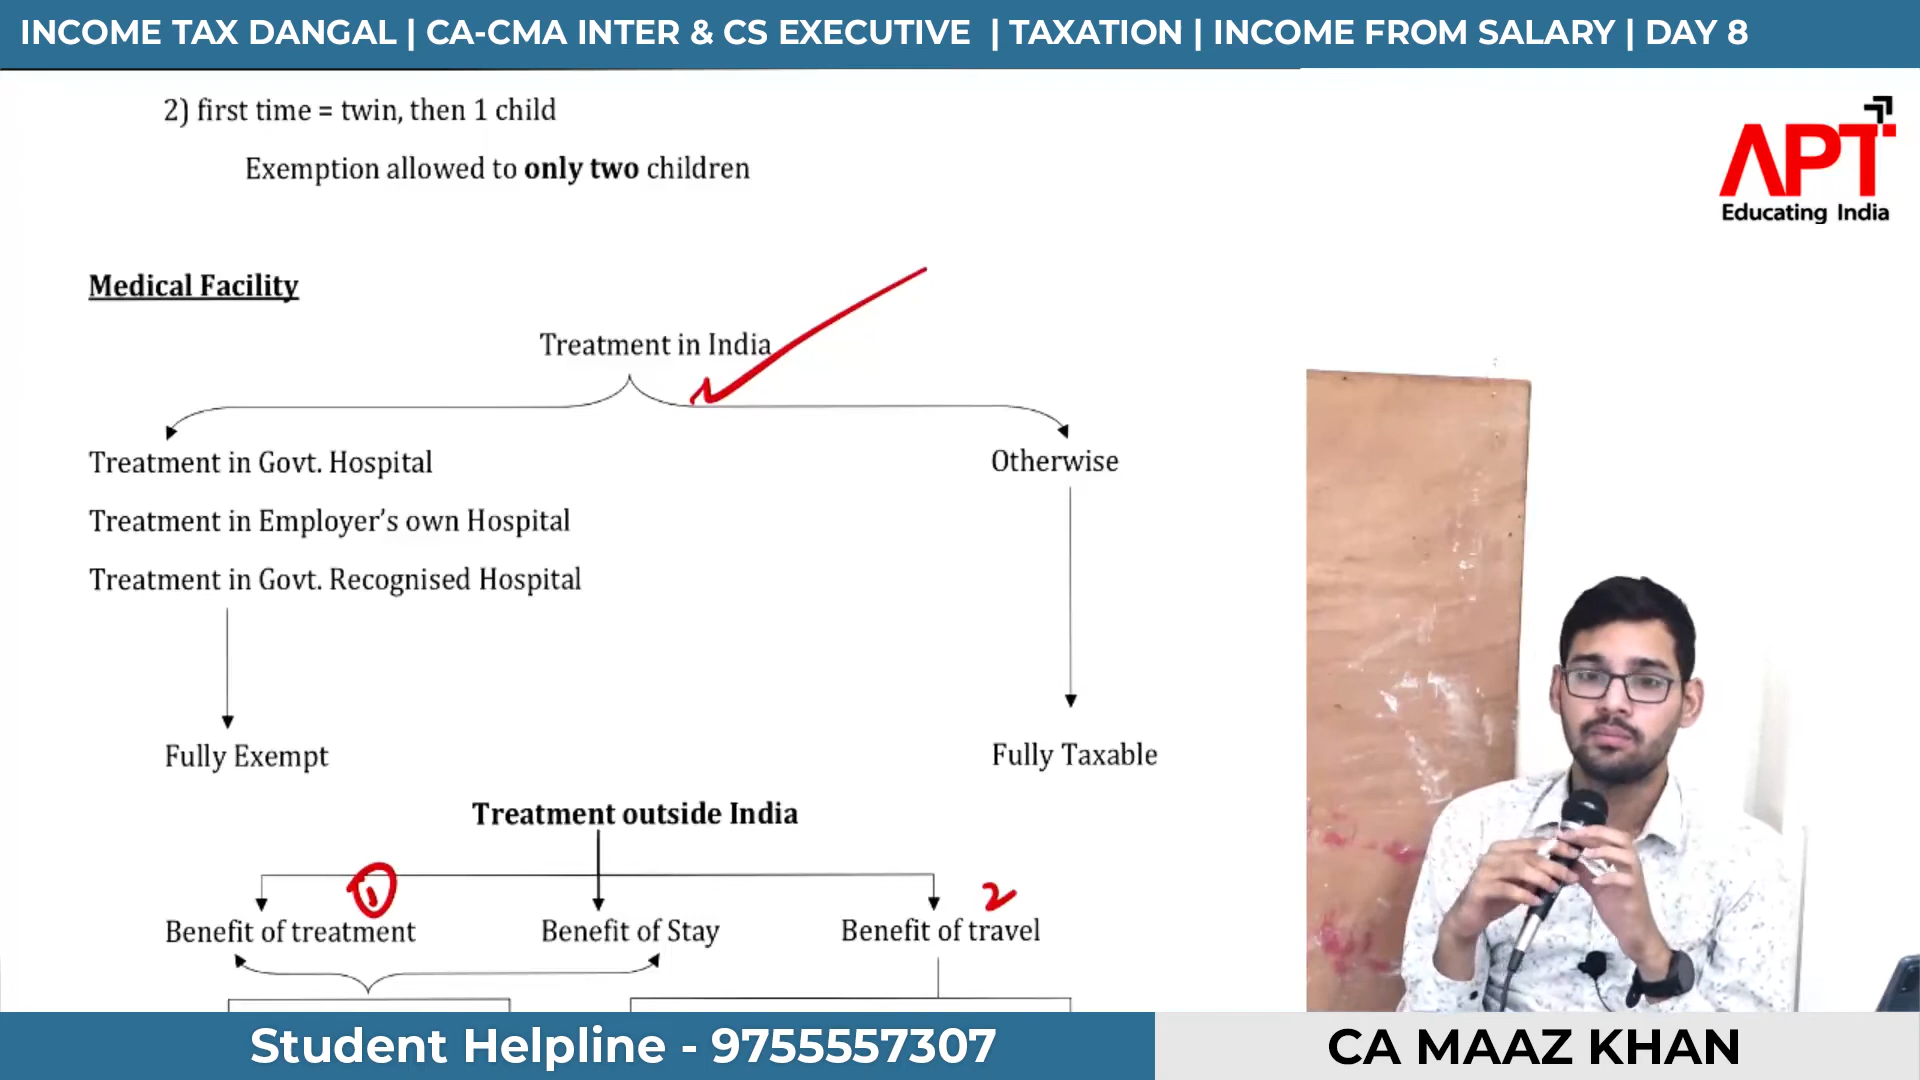 INCOME TAX DANGAL | CA-CMA INTER & CS EXECUTIVE | TAXATION | INCOME FROM SALARY | DAY 8
2) first time = twin, then 1 child
Exemption allowed to only two children
APT
Educating India
Medical Facility
Treatment in India
Treatment in Govt. Hospital
Otherwise
Treatment in Employer's own Hospital
Treatment in Govt. Recognised Hospital
Fully Exempt
Fully Taxable
Treatment outside India
1
2
Benefit of treatment
Benefit of Stay
Benefit of travel
Student Helpline - 9755557307
CA MAAZ KHAN